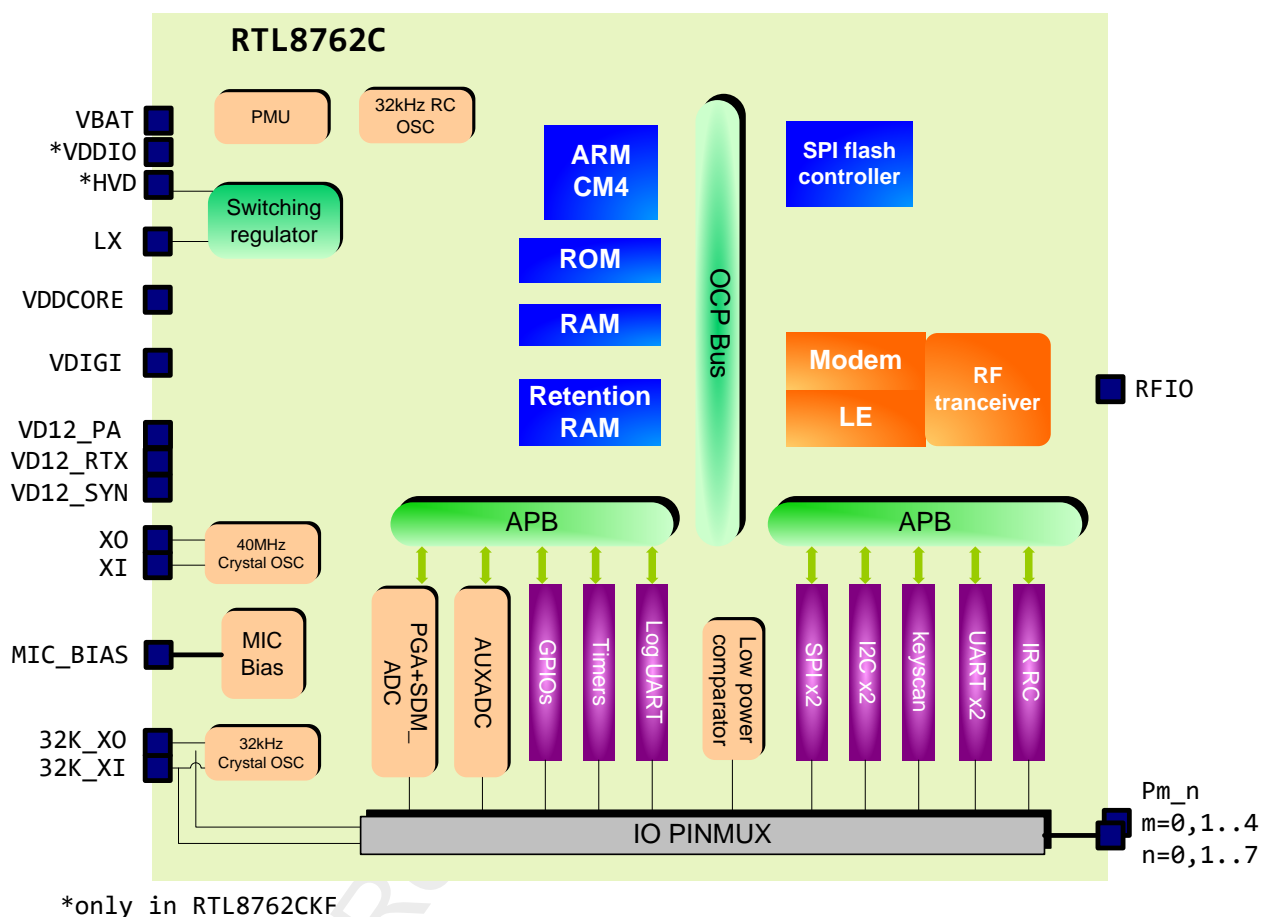 RTL8762C
VBAT
*VDDIO
*HVD
LX
VDDCORE
VDIGI
VD12_PA
VD12_RTX
VD12_SYN
XO
XI
MIC_BIAS
32K_XO
32K_XI
PMU
32kHz RC
OSC
Switching
regulator
ARM
CM4
ROM
RAM
Retention
RAM
OCP Bus
SPI flash
controller
Modem
LE
RF
tranceiver
RFIO
APB
APB
40MHz
Crystal OSC
MIC
Bias
32kHz
Crystal OSC
PGA+SDM_
ADC
AUXADC
GPIOs
Timers
Log UART
Low power
comparator
SPI x2
I2C x2
keyscan
UART x2
IR RC
IO PINMUX
Pm_n
m=0,1..4
n=0,1..7
*only in RTL8762CKF